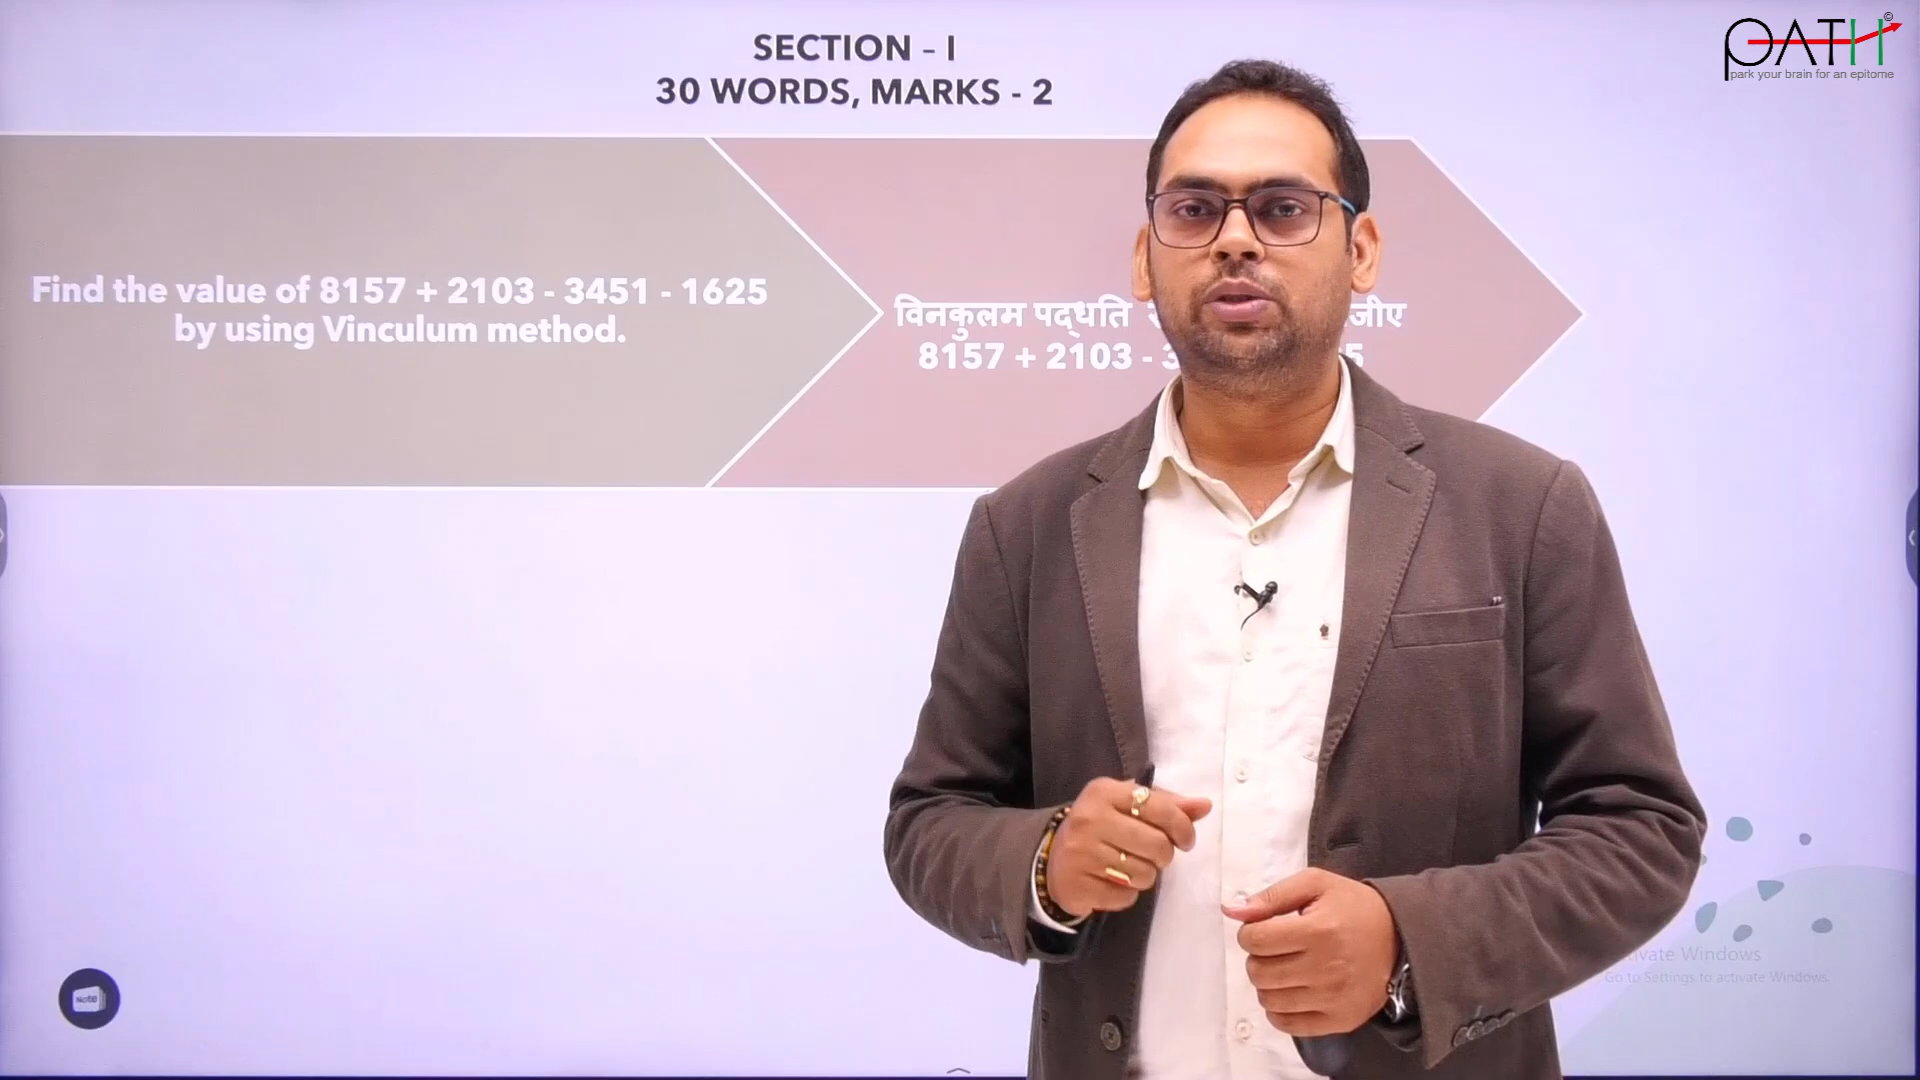 SECTION - I
30 WORDS, MARKS - 2
PATH©
park your brain for an epitome
Find the value of 8157 + 2103 - 3451 - 1625
by using Vinculum method.
विनकुलम पद्धति
8157 + 2103 - 3
Note
Windows
Go to Settings to activate Windows.